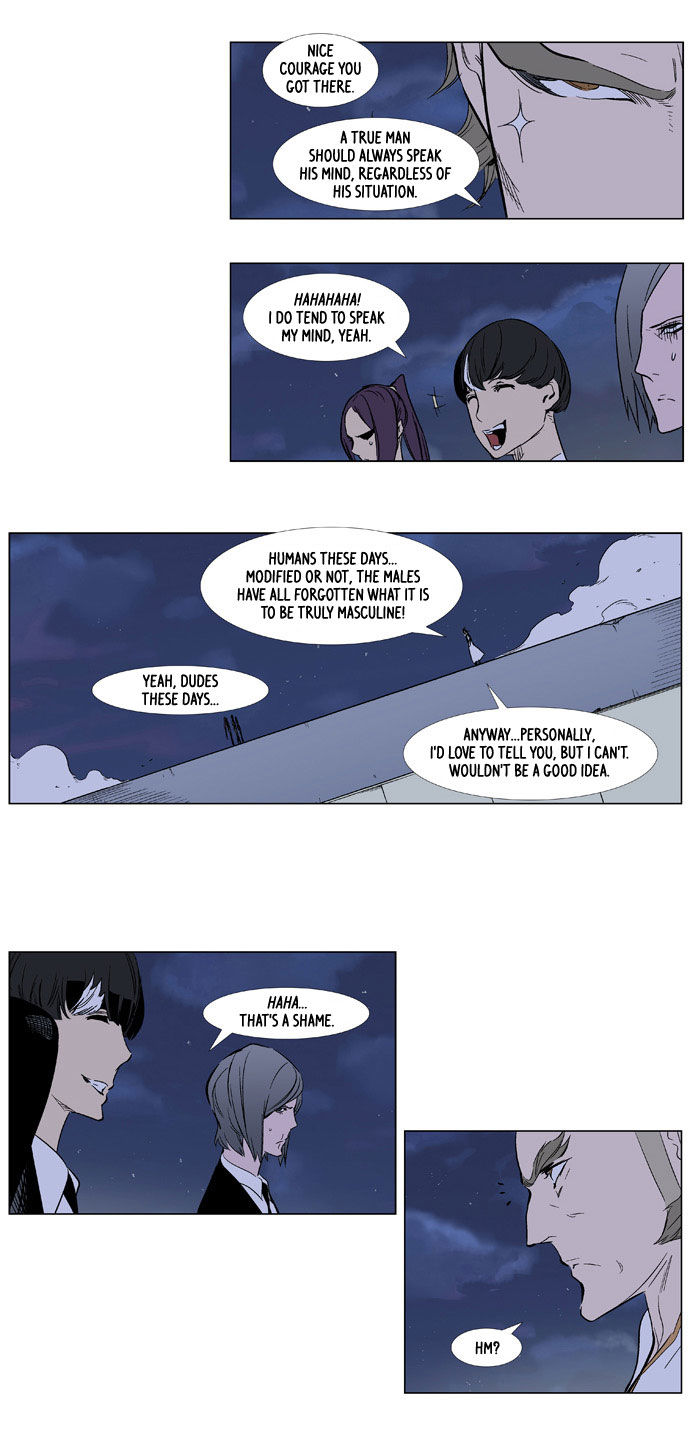 NICE
COURAGE YOU
GOT THERE.
A TRUE MAN
SHOULD ALWAYS SPEAK
HIS MIND, REGARDLESS OF
HIS SITUATION.
HAHAHAHA!
I DO TEND TO SPEAK
MY MIND, YEAH.
HUMANS THESE DAYS...
MODIFIED OR NOT, THE MALES
HAVE ALL FORGOTTEN WHAT IT IS
TO BE TRULY MASCULINE!
YEAH, DUDES
THESE DAYS...
ANYWAY...PERSONALLY,
I'D LOVE TO TELL YOU, BUT I CAN'T.
WOULDN'T BE A GOOD IDEA.
HAHA...
THAT'S A SHAME.
HM?